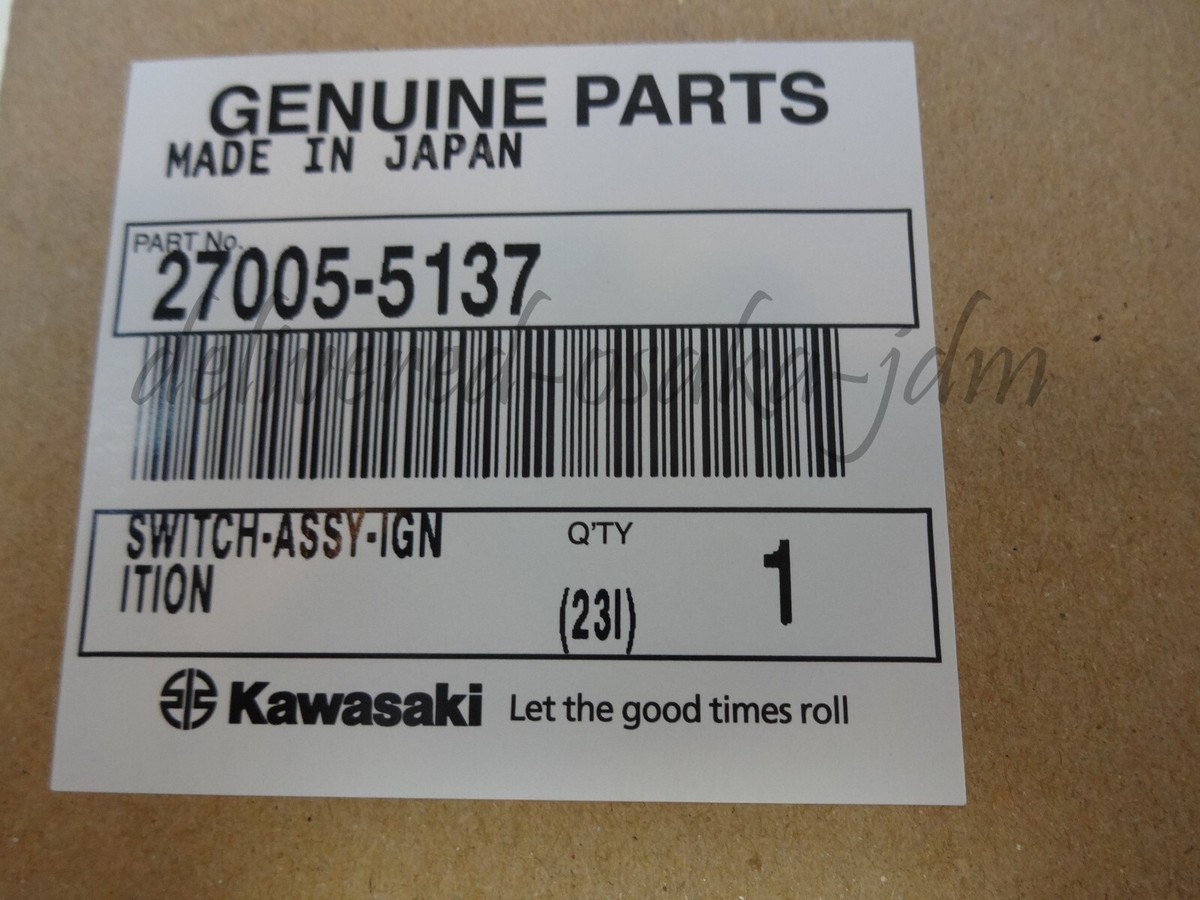 GENUINE PARTS
MADE IN JAPAN
PART No.
27005-5137
delivered-osaka-jdm
SWITCH-ASSY-IGN
ITION
Q'TY
(23I)
1
Kawasaki Let the good times roll